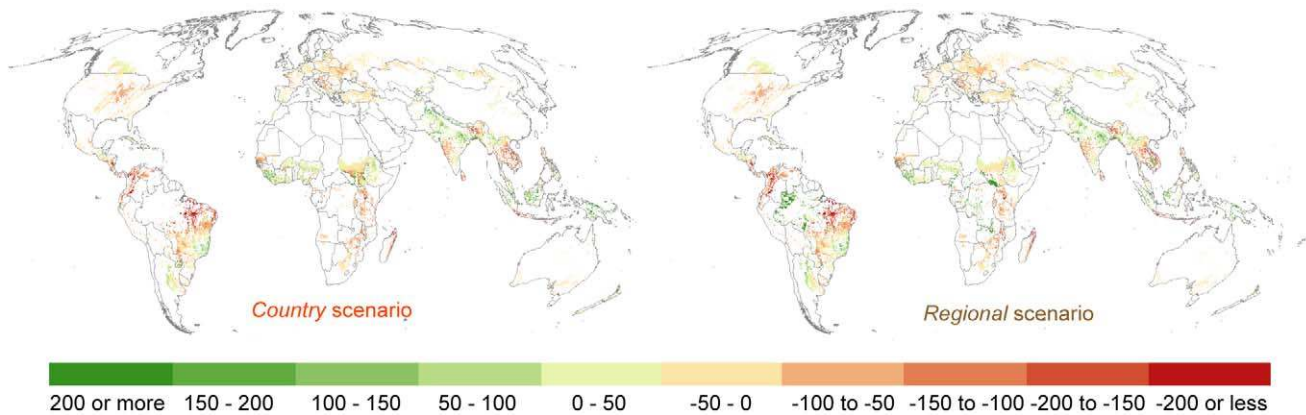 Country scenario
Regional scenario
200 or more 150 - 200 100 - 150 50 - 100 0 - 50 -50 - 0 -100 to -50 -150 to -100 -200 to -150 -200 or less